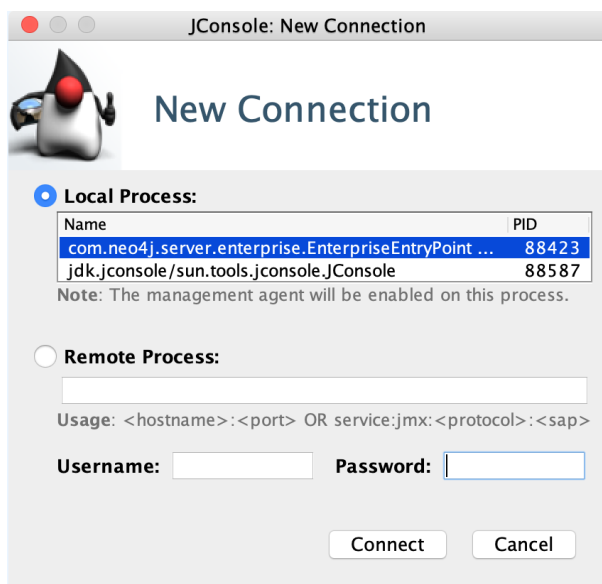 JConsole: New Connection
New Connection
Local Process:
Name PID
com.neo4j.server.enterprise.EnterpriseEntryPoint ... 88423
jdk.jconsole/sun.tools.jconsole.JConsole 88587
Note: The management agent will be enabled on this process.
Remote Process:
Usage: <hostname>:<port> OR service:jmx:<protocol>:<sap>
Username: Password:
Connect Cancel